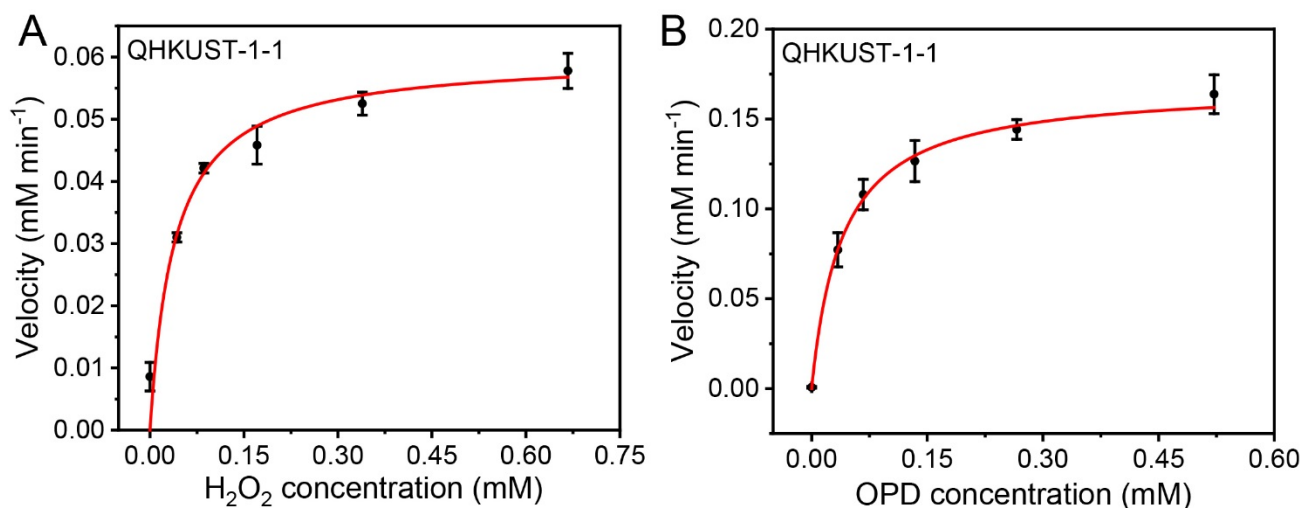 A
QHKUST-1-1
Velocity (mM min⁻¹)
0.06
0.05
0.04
0.03
0.02
0.01
0.00
0.00 0.15 0.30 0.45 0.60 0.75
H₂O₂ concentration (mM)
B
QHKUST-1-1
Velocity (mM min⁻¹)
0.20
0.15
0.10
0.05
0.00
0.00 0.15 0.30 0.45 0.60
OPD concentration (mM)